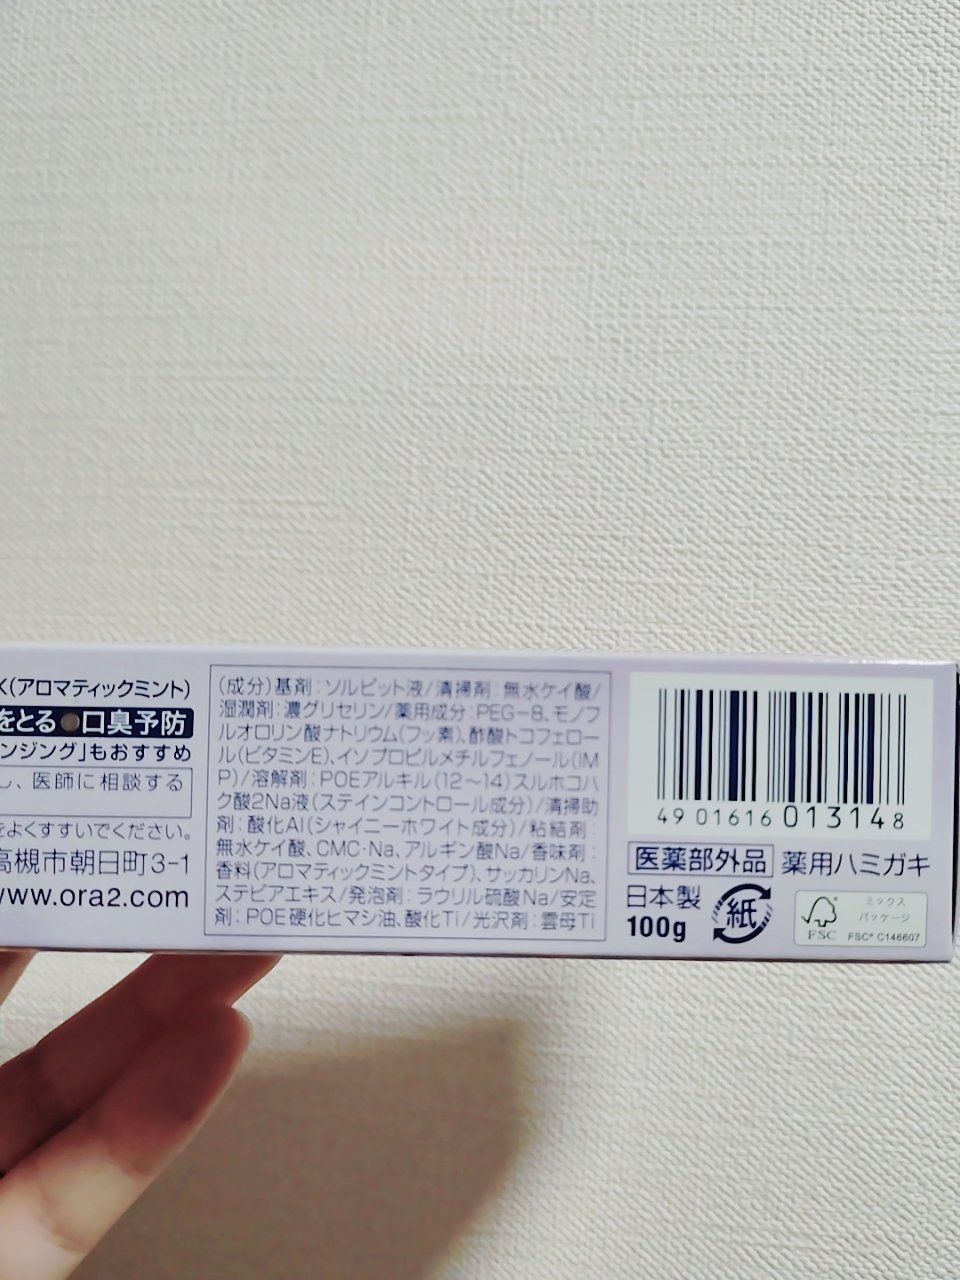 (アロマティックミント)
をとる●口臭予防
ンジング」もおすすめ
し、医師に相談する
をよくすすいでください。
高槻市朝日町3-1
www.ora2.com
(成分)基剤:ソルビット液/清掃剤:無水ケイ酸/
湿潤剤:濃グリセリン/薬用成分:PEG-8、モノフ
ルオロリン酸ナトリウム(フッ素)、酢酸トコフェロー
ル(ビタミンE)、イソプロピルメチルフェノール(IM
P)/溶解剤:POEアルキル(12～14)スルホコハ
ク酸2Na液(ステインコントロール成分)/清掃助
剤:酸化Al(シャイニーホワイト成分)/粘結剤:
無水ケイ酸、CMC・Na、アルギン酸Na/香味剤:
香料(アロマティックミントタイプ)、サッカリンNa、
ステビアエキス/発泡剤:ラウリル硫酸Na/安定
剤:POE硬化ヒマシ油、酸化Ti/光沢剤:雲母Ti
4901616013148
医薬部外品 薬用ハミガキ
日本製
100g
紙
ミックス
パッケージ
FSC
FSC® C146607